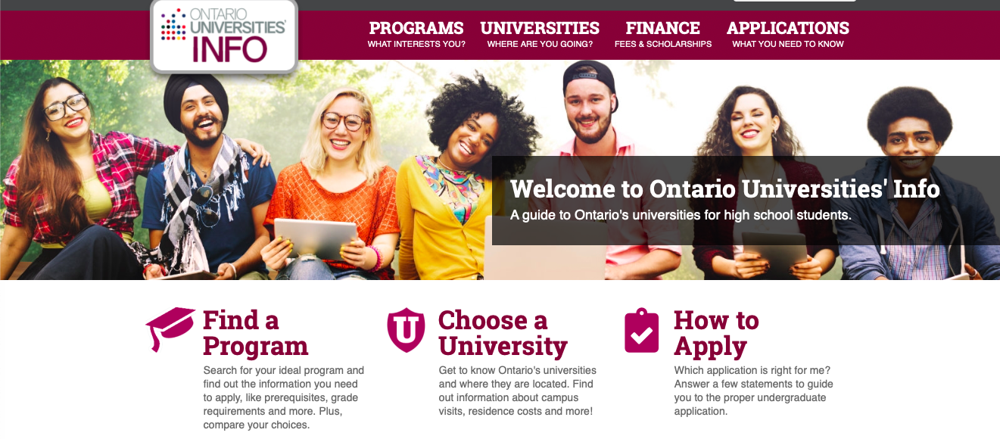 ONTARIO
UNIVERSITIES'
INFO
PROGRAMS
WHAT INTERESTS YOU?
UNIVERSITIES
WHERE ARE YOU GOING?
FINANCE
FEES & SCHOLARSHIPS
APPLICATIONS
WHAT YOU NEED TO KNOW
Welcome to Ontario Universities' Info
A guide to Ontario's universities for high school students.
Find a
Program
Search for your ideal program and
find out the information you need
to apply, like prerequisites, grade
requirements and more. Plus,
compare your choices.
U
Choose a
University
Get to know Ontario's universities
and where they are located. Find
out information about campus
visits, residence costs and more!
How to
Apply
Which application is right for me?
Answer a few statements to guide
you to the proper undergraduate
application.